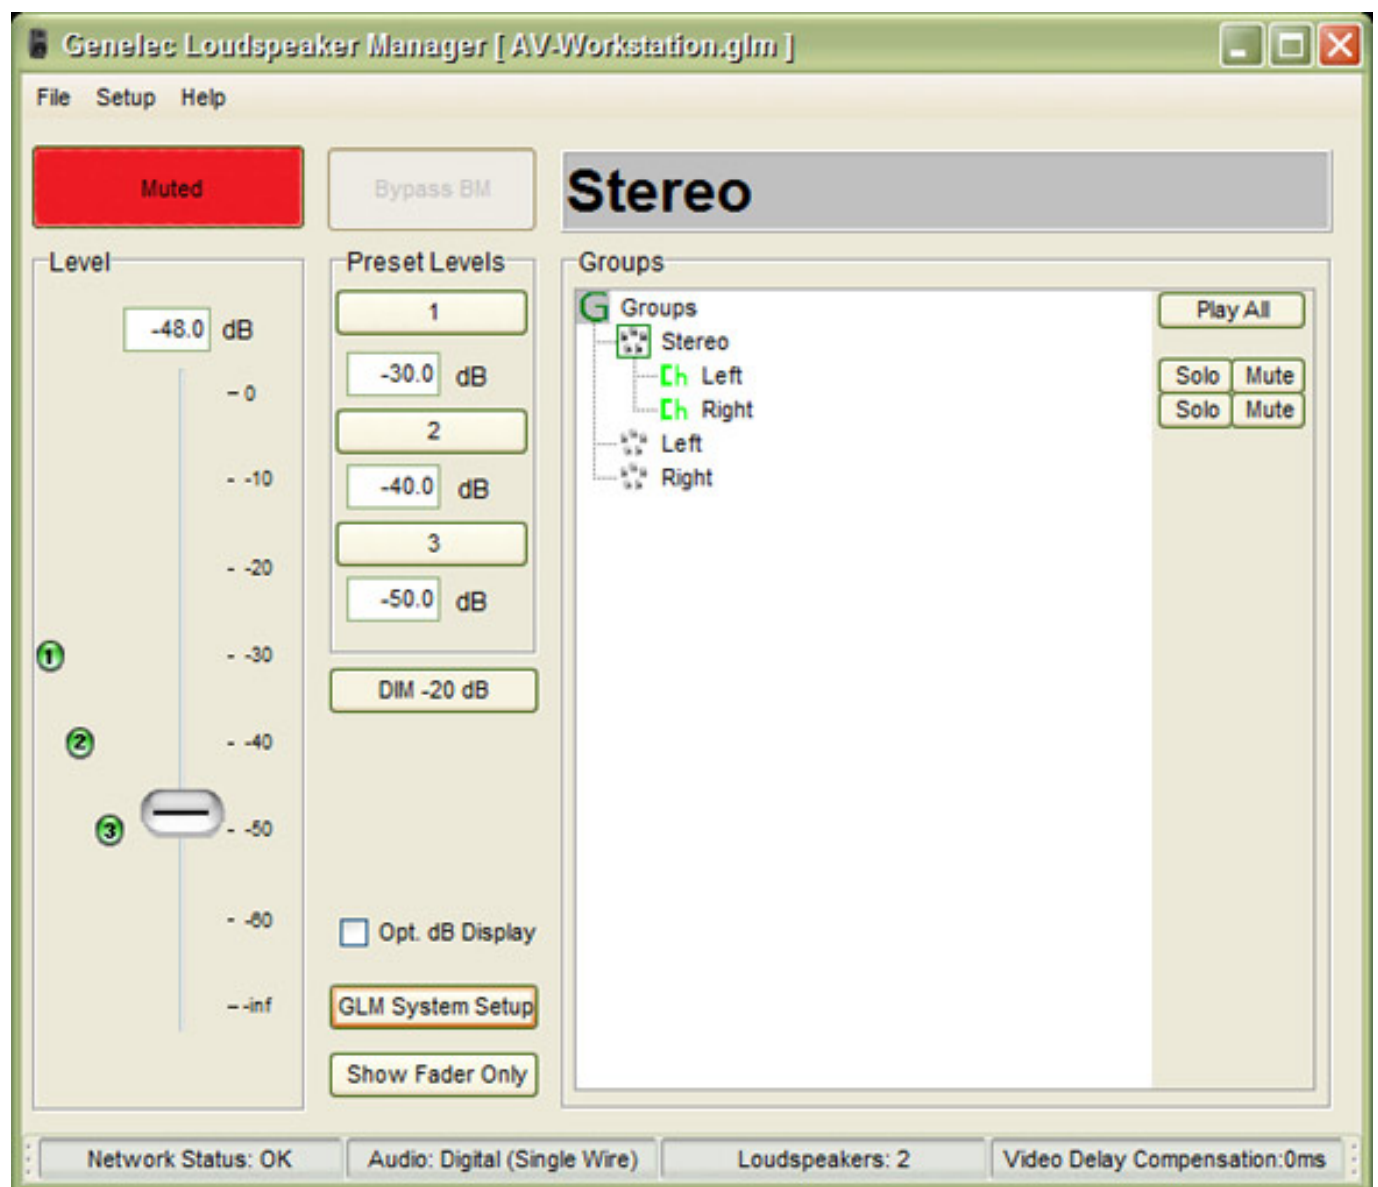 Genelec Loudspeaker Manager [ AV-Workstation.glm ]
File Setup Help
Muted
Bypass BM
Stereo
Level
-48.0 dB
– 0
- -10
- -20
- -30
- -40
- -50
- -60
– -inf
1
2
3
Preset Levels
1
-30.0 dB
2
-40.0 dB
3
-50.0 dB
DIM -20 dB
Opt. dB Display
GLM System Setup
Show Fader Only
Groups
G Groups
Stereo
Ch Left
Ch Right
Left
Right
Play All
Solo Mute
Solo Mute
Network Status: OK
Audio: Digital (Single Wire)
Loudspeakers: 2
Video Delay Compensation:0ms